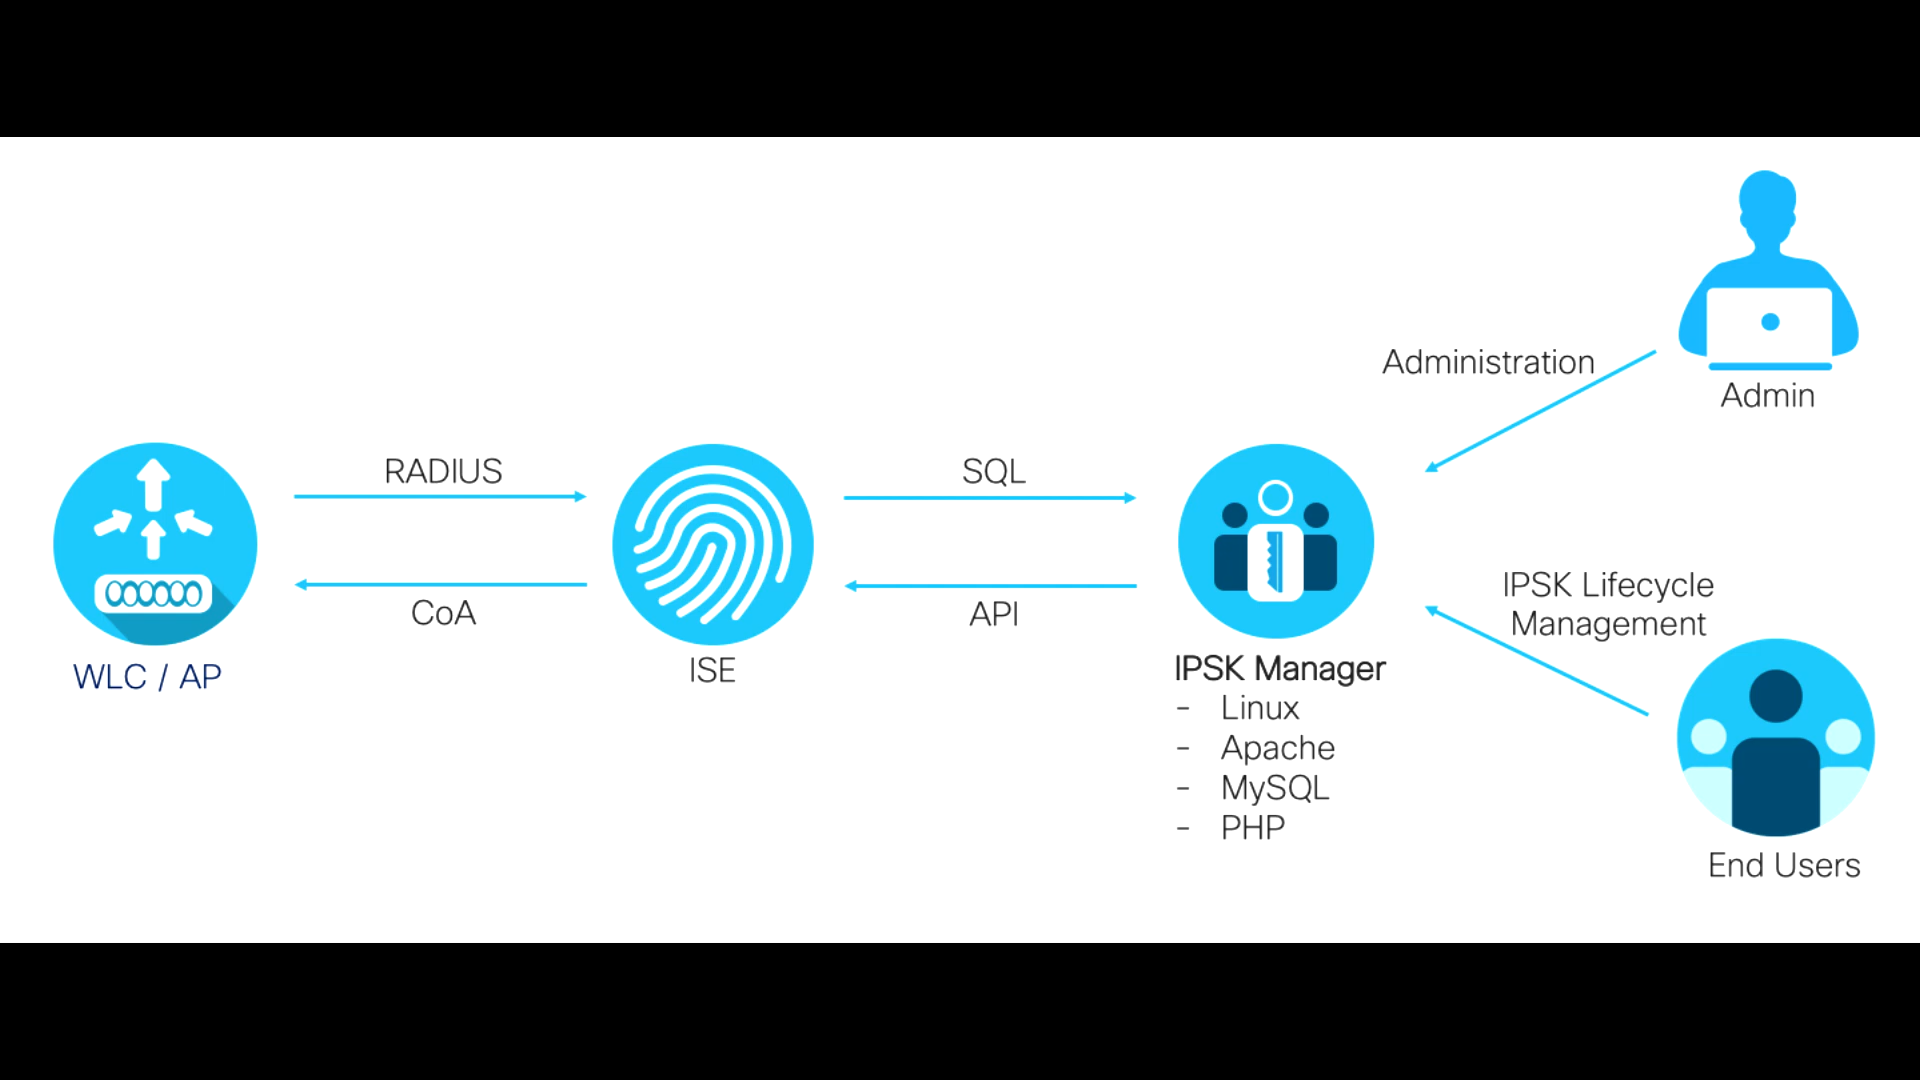 Administration
Admin
RADIUS
SQL
CoA
API
WLC / AP
ISE
IPSK Manager
- Linux
- Apache
- MySQL
- PHP
IPSK Lifecycle
Management
End Users